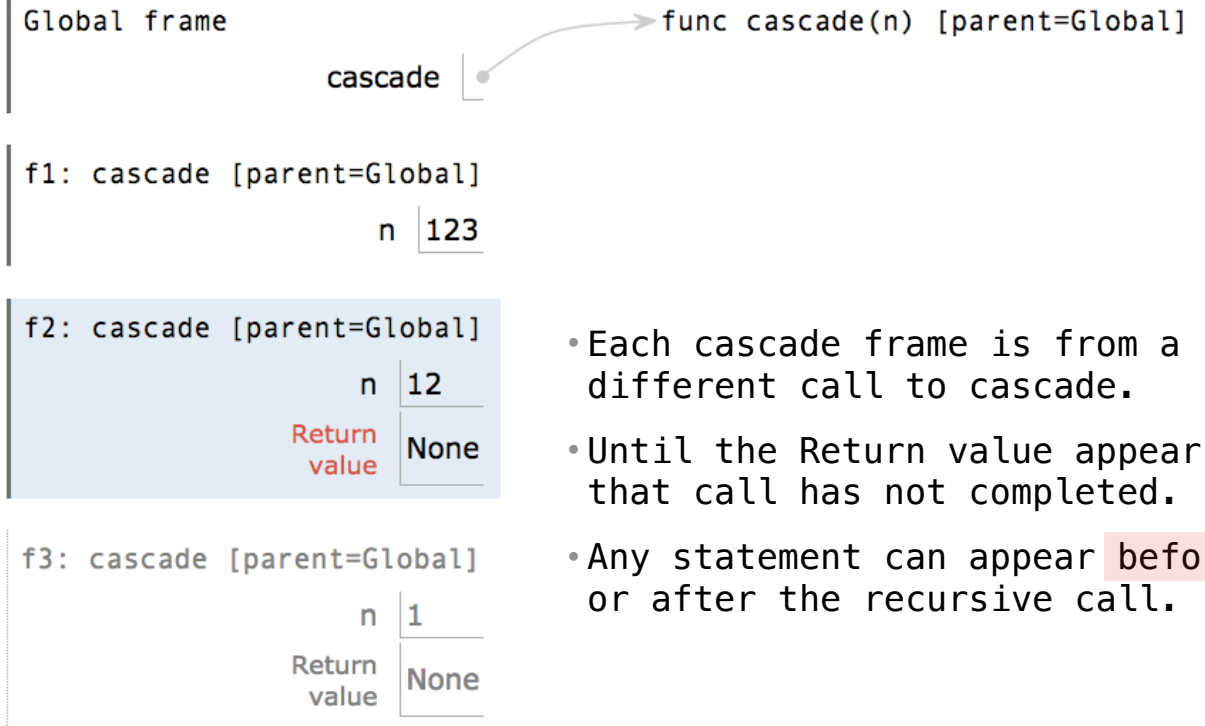 Global frame
func cascade(n) [parent=Global]
cascade
f1: cascade [parent=Global]
n 123
f2: cascade [parent=Global]
n 12
Return
value None
f3: cascade [parent=Global]
n 1
Return
value None
•Each cascade frame is from a
different call to cascade.
•Until the Return value appear
that call has not completed.
•Any statement can appear befo
or after the recursive call.